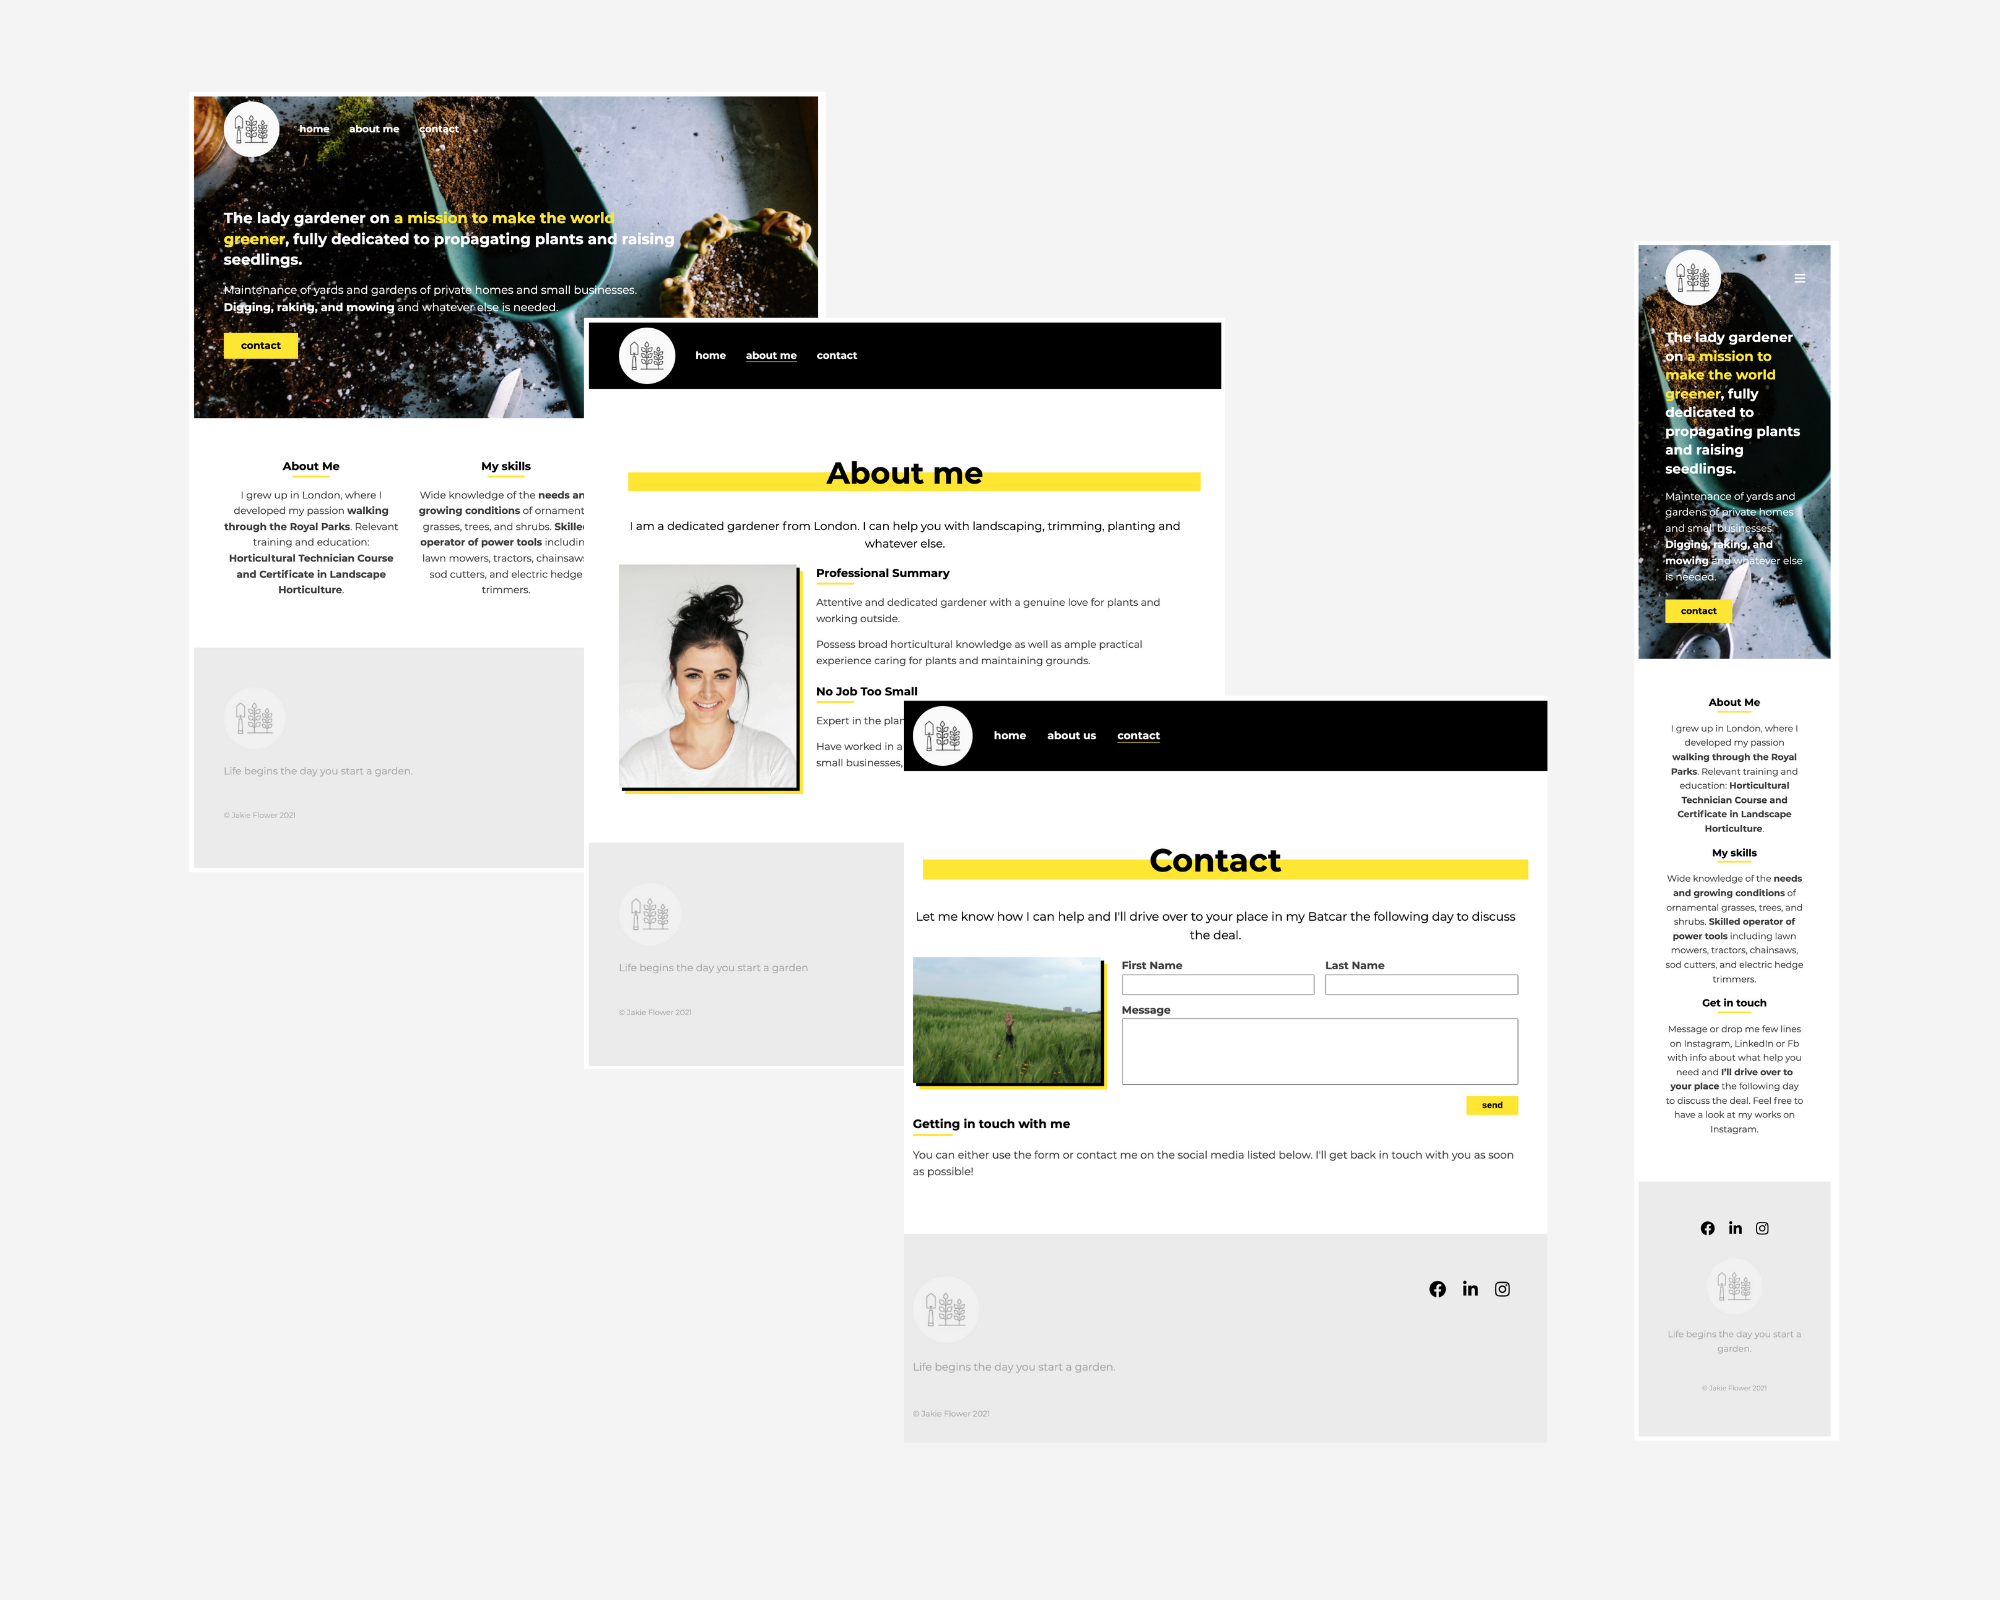 home about me contact
The lady gardener on a mission to make the world
greener, fully dedicated to propagating plants and raising
seedlings.
Maintenance of yards and gardens of private homes and small businesses.
Digging, raking, and mowing and whatever else is needed.
contact
About Me
I grew up in London, where I
developed my passion walking
through the Royal Parks. Relevant
training and education:
Horticultural Technician Course
and Certificate in Landscape
Horticulture.
My skills
Wide knowledge of the needs an
growing conditions of ornament
grasses, trees, and shrubs. Skille
operator of power tools includin
lawn mowers, tractors, chainsaws
sod cutters, and electric hedge
trimmers.
Life begins the day you start a garden.
© Jakie Flower 2021
home about me contact
About me
I am a dedicated gardener from London. I can help you with landscaping, trimming, planting and
whatever else.
Professional Summary
Attentive and dedicated gardener with a genuine love for plants and
working outside.
Possess broad horticultural knowledge as well as ample practical
experience caring for plants and maintaining grounds.
No Job Too Small
Expert in the plan
Have worked in a
small businesses,
Life begins the day you start a garden
© Jakie Flower 2021
home about us contact
Contact
Let me know how I can help and I'll drive over to your place in my Batcar the following day to discuss
the deal.
First Name Last Name
Message
send
Getting in touch with me
You can either use the form or contact me on the social media listed below. I'll get back in touch with you as soon
as possible!
Life begins the day you start a garden.
© Jakie Flower 2021
The lady gardener
on a mission to
make the world
greener, fully
dedicated to
propagating plants
and raising
seedlings.
Maintenance of yards and
gardens of private homes
and small businesses.
Digging, raking, and
mowing and whatever else
is needed.
contact
About Me
I grew up in London, where I
developed my passion
walking through the Royal
Parks. Relevant training and
education: Horticultural
Technician Course and
Certificate in Landscape
Horticulture.
My skills
Wide knowledge of the needs
and growing conditions of
ornamental grasses, trees, and
shrubs. Skilled operator of
power tools including lawn
mowers, tractors, chainsaws,
sod cutters, and electric hedge
trimmers.
Get in touch
Message or drop me few lines
on Instagram, LinkedIn or Fb
with info about what help you
need and I'll drive over to
your place the following day
to discuss the deal. Feel free to
have a look at my works on
Instagram.
Life begins the day you start a
garden.
© Jakie Flower 2021